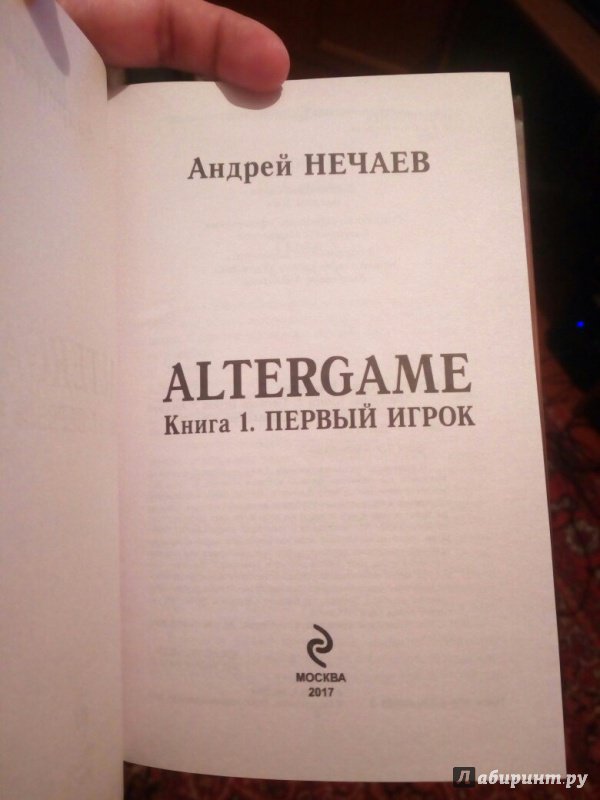 Андрей НЕЧАЕВ
ALTERGAME
Книга 1. ПЕРВЫЙ ИГРОК
МОСКВА
2017
Лабиринт.ру